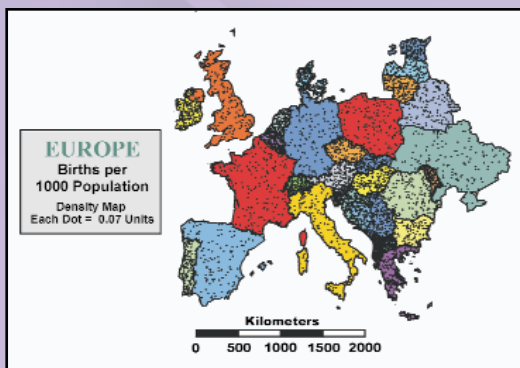 EUROPE
Births per
1000 Population
Density Map
Each Dot = 0.07 Units
Kilometers
0 500 1000 1500 2000